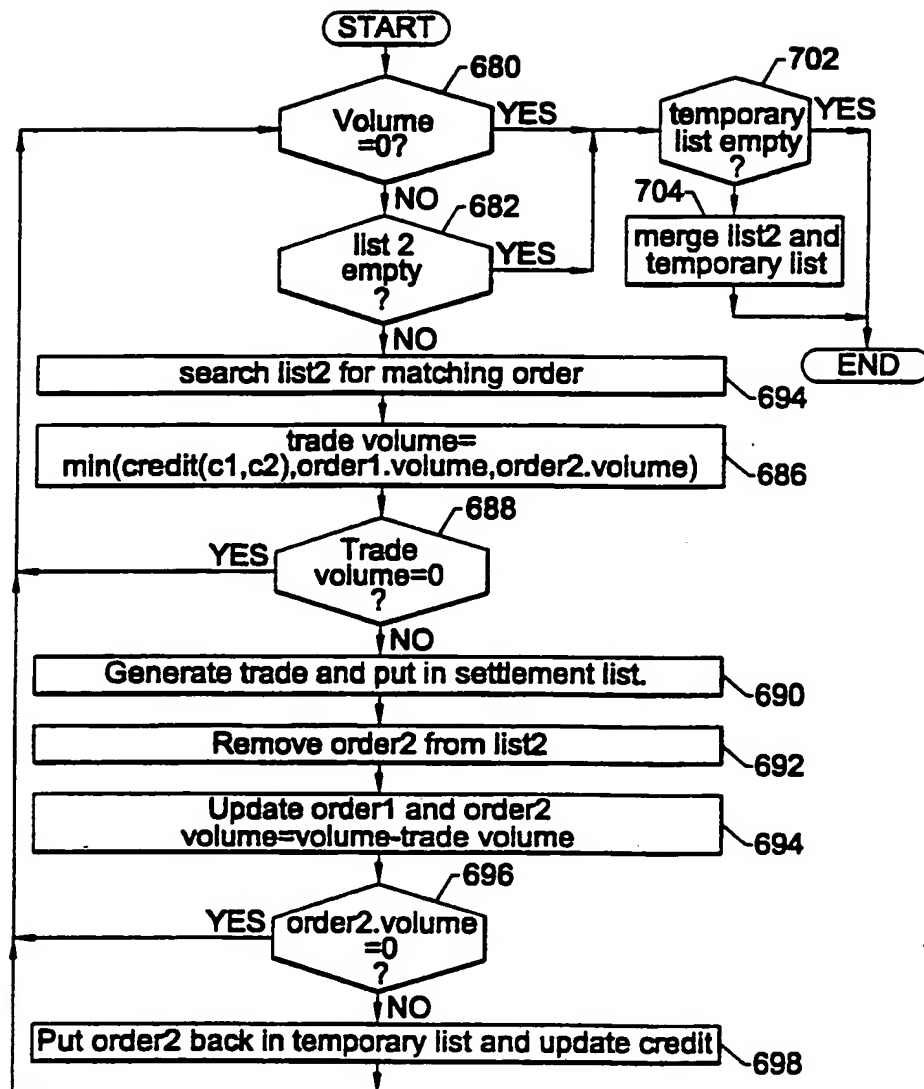 START
680
Volume
=0?
YES
702
temporary
list empty
?
YES
NO
682
list 2
empty
?
YES
704
merge list2 and
temporary list
END
NO
search list2 for matching order
694
trade volume=
min(credit(c1,c2),order1.volume,order2.volume)
686
688
Trade
volume=0
?
YES
NO
Generate trade and put in settlement list.
690
Remove order2 from list2
692
Update order1 and order2
volume=volume-trade volume
694
696
order2.volume
=0
?
YES
NO
Put order2 back in temporary list and update credit
698